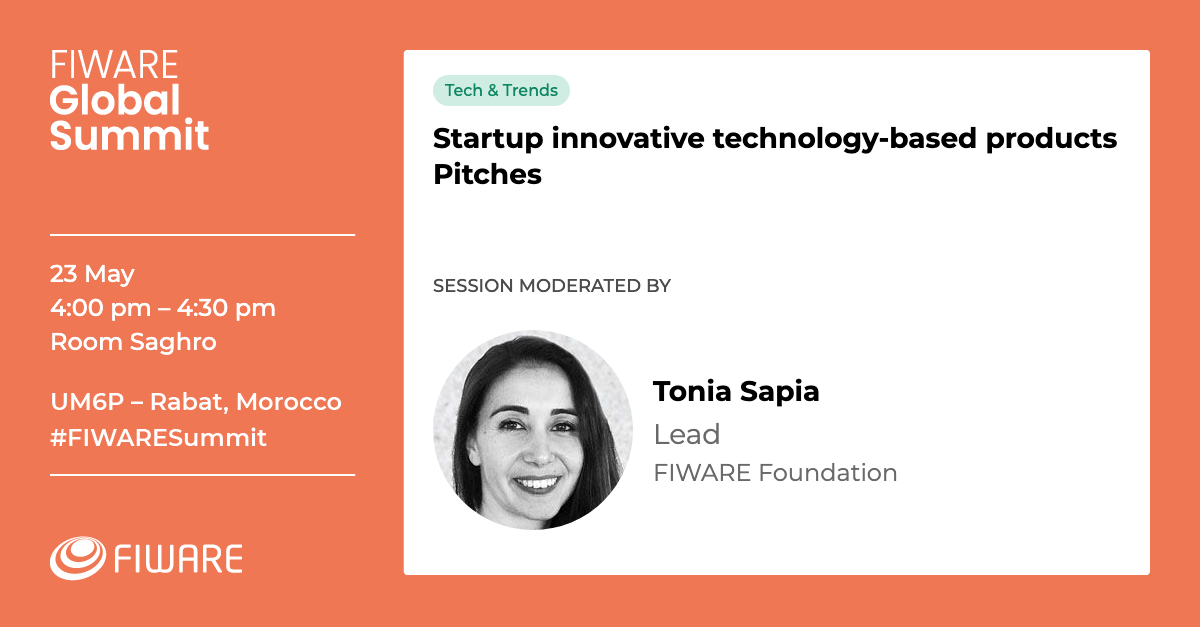 FIWARE
Global
Summit
23 May
4:00 pm – 4:30 pm
Room Saghro
UM6P – Rabat, Morocco
#FIWARESummit
FIWARE
Tech & Trends
Startup innovative technology-based products
Pitches
SESSION MODERATED BY
Tonia Sapia
Lead
FIWARE Foundation